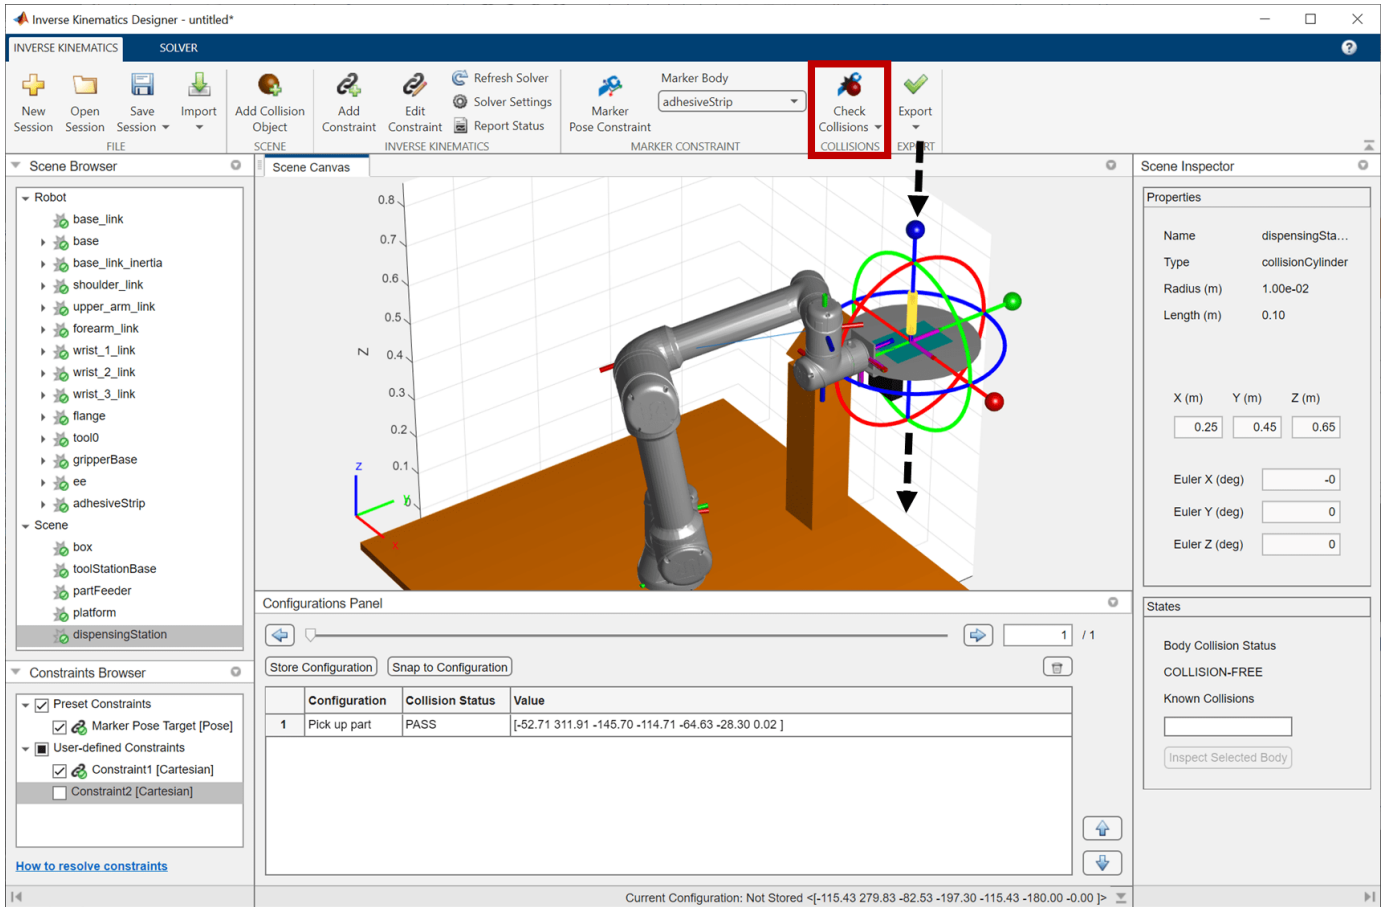 Inverse Kinematics Designer - untitled*
INVERSE KINEMATICS SOLVER
?
New Session
Open Session
Save Session
Import
FILE
Add Collision Object
SCENE
Add Constraint
Edit Constraint
Refresh Solver
Solver Settings
Report Status
INVERSE KINEMATICS
Marker Pose Constraint
Marker Body
adhesiveStrip
MARKER CONSTRAINT
Check Collisions
COLLISIONS
Export
EXPORT
Scene Browser
Robot
base_link
base
base_link_inertia
shoulder_link
upper_arm_link
forearm_link
wrist_1_link
wrist_2_link
wrist_3_link
flange
tool0
gripperBase
ee
adhesiveStrip
Scene
box
toolStationBase
partFeeder
platform
dispensingStation
Constraints Browser
Preset Constraints
Marker Pose Target [Pose]
User-defined Constraints
Constraint1 [Cartesian]
Constraint2 [Cartesian]
How to resolve constraints
Scene Canvas
0.8
0.7
0.6
0.5
Z
0.4
0.3
0.2
0.1
0
Z
Y
X
Configurations Panel
1 / 1
Store Configuration Snap to Configuration
Configuration Collision Status Value
1 Pick up part PASS [-52.71 311.91 -145.70 -114.71 -64.63 -28.30 0.02 ]
Current Configuration: Not Stored <[-115.43 279.83 -82.53 -197.30 -115.43 -180.00 -0.00 ]>
Scene Inspector
Properties
Name dispensingSta...
Type collisionCylinder
Radius (m) 1.00e-02
Length (m) 0.10
X (m) Y (m) Z (m)
0.25 0.45 0.65
Euler X (deg) -0
Euler Y (deg) 0
Euler Z (deg) 0
States
Body Collision Status
COLLISION-FREE
Known Collisions
Inspect Selected Body